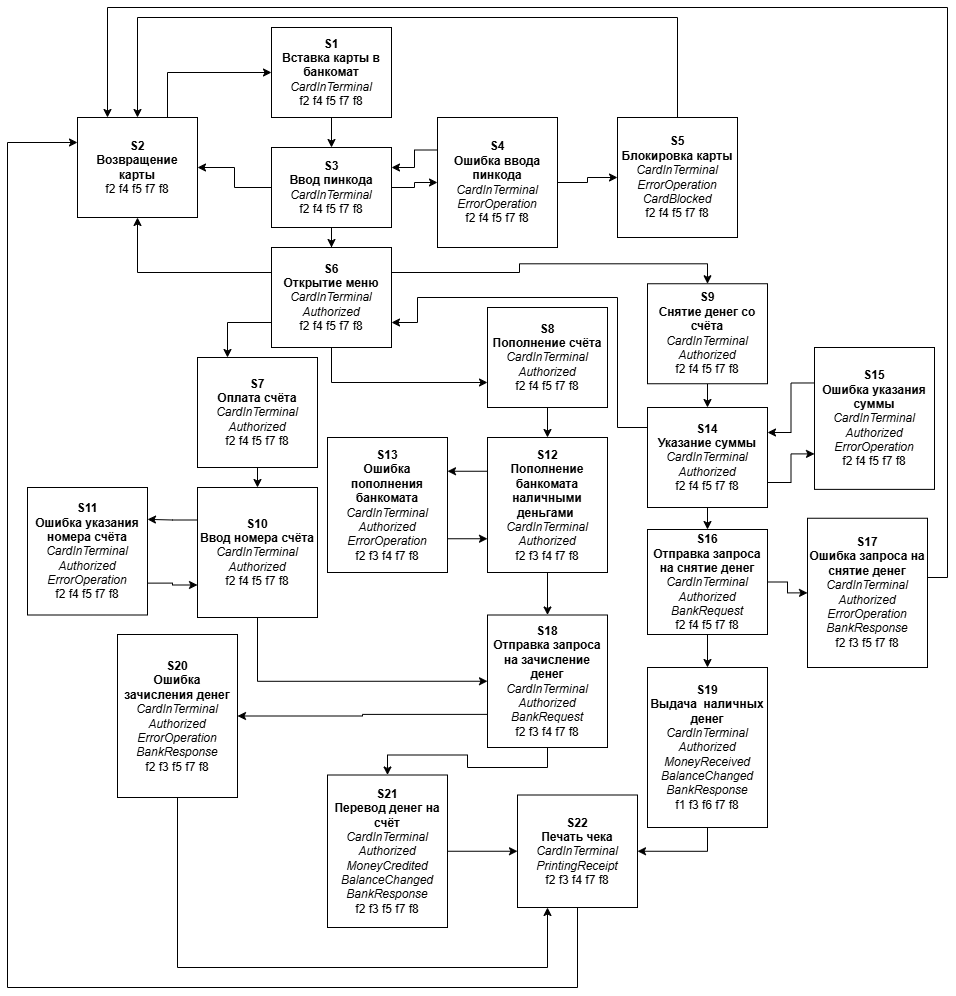 S1
Вставка карты в
банкомат
CardInTerminal
f2 f4 f5 f7 f8
S2
Возвращение
карты
f2 f4 f5 f7 f8
S3
Ввод пинкода
CardInTerminal
f2 f4 f5 f7 f8
S4
Ошибка ввода
пинкода
CardInTerminal
ErrorOperation
f2 f4 f5 f7 f8
S5
Блокировка карты
CardInTerminal
ErrorOperation
CardBlocked
f2 f4 f5 f7 f8
S6
Открытие меню
CardInTerminal
Authorized
f2 f4 f5 f7 f8
S9
Снятие денег со
счёта
CardInTerminal
Authorized
f2 f4 f5 f7 f8
S8
Пополнение счёта
CardInTerminal
Authorized
f2 f4 f5 f7 f8
S7
Оплата счёта
CardInTerminal
Authorized
f2 f4 f5 f7 f8
S15
Ошибка указания
суммы
CardInTerminal
Authorized
ErrorOperation
f2 f4 f5 f7 f8
S14
Указание суммы
CardInTerminal
Authorized
f2 f4 f5 f7 f8
S13
Ошибка
пополнения
банкомата
CardInTerminal
Authorized
ErrorOperation
f2 f3 f4 f7 f8
S12
Пополнение
банкомата
наличными
деньгами
CardInTerminal
Authorized
f2 f3 f4 f7 f8
S11
Ошибка указания
номера счёта
CardInTerminal
Authorized
ErrorOperation
f2 f4 f5 f7 f8
S10
Ввод номера счёта
CardInTerminal
Authorized
f2 f4 f5 f7 f8
S16
Отправка запроса
на снятие денег
CardInTerminal
Authorized
BankRequest
f2 f4 f5 f7 f8
S17
Ошибка запроса на
снятие денег
CardInTerminal
Authorized
ErrorOperation
BankResponse
f2 f3 f5 f7 f8
S18
Отправка запроса
на зачисление
денег
CardInTerminal
Authorized
BankRequest
f2 f3 f4 f7 f8
S20
Ошибка
зачисления денег
CardInTerminal
Authorized
ErrorOperation
BankResponse
f2 f3 f5 f7 f8
S19
Выдача наличных
денег
CardInTerminal
Authorized
MoneyReceived
BalanceChanged
BankResponse
f1 f3 f6 f7 f8
S21
Перевод денег на
счёт
CardInTerminal
Authorized
MoneyCredited
BalanceChanged
BankResponse
f2 f3 f5 f7 f8
S22
Печать чека
CardInTerminal
PrintingReceipt
f2 f3 f4 f7 f8